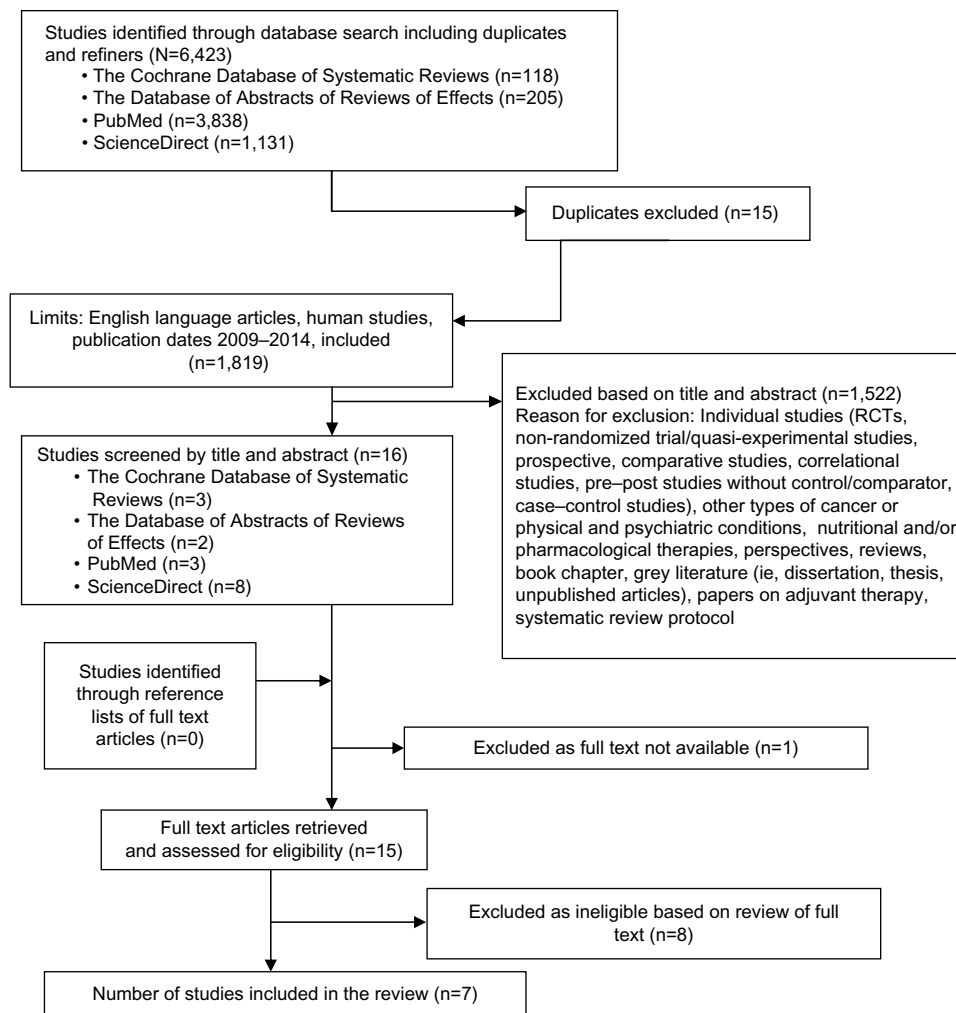 Studies identified through database search including duplicates
and refiners (N=6,423)
• The Cochrane Database of Systematic Reviews (n=118)
• The Database of Abstracts of Reviews of Effects (n=205)
• PubMed (n=3,838)
• ScienceDirect (n=1,131)
Duplicates excluded (n=15)
Limits: English language articles, human studies,
publication dates 2009–2014, included
(n=1,819)
Excluded based on title and abstract (n=1,522)
Reason for exclusion: Individual studies (RCTs,
non-randomized trial/quasi-experimental studies,
prospective, comparative studies, correlational
studies, pre–post studies without control/comparator,
case–control studies), other types of cancer or
physical and psychiatric conditions, nutritional and/or
pharmacological therapies, perspectives, reviews,
book chapter, grey literature (ie, dissertation, thesis,
unpublished articles), papers on adjuvant therapy,
systematic review protocol
Studies screened by title and abstract (n=16)
• The Cochrane Database of Systematic
Reviews (n=3)
• The Database of Abstracts of Reviews
of Effects (n=2)
• PubMed (n=3)
• ScienceDirect (n=8)
Studies identified
through reference
lists of full text
articles (n=0)
Excluded as full text not available (n=1)
Full text articles retrieved
and assessed for eligibility (n=15)
Excluded as ineligible based on review of full
text (n=8)
Number of studies included in the review (n=7)